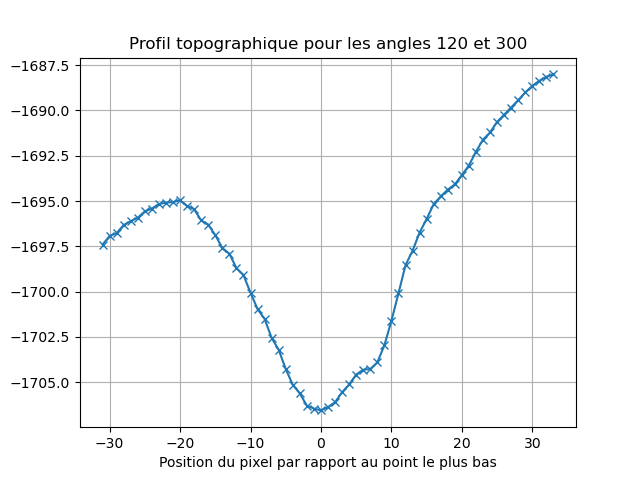 Profil topographique pour les angles 120 et 300
−1687.5
−1690.0
−1692.5
−1695.0
−1697.5
−1700.0
−1702.5
−1705.0
−30 −20 −10 0 10 20 30
Position du pixel par rapport au point le plus bas